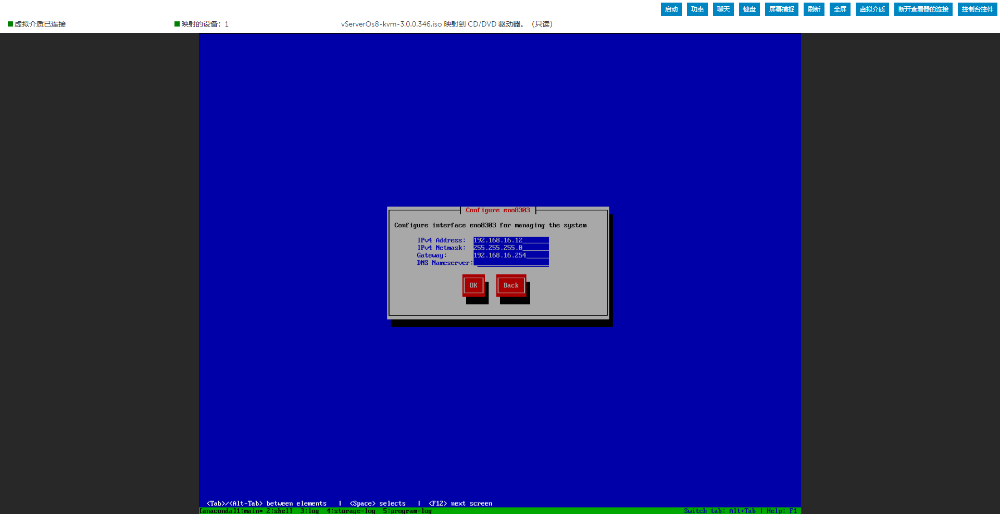 启动 功率 聊天 键盘 屏幕捕捉 刷新 全屏 虚拟介质 断开查看器的连接 控制台控件
虚拟介质已连接 映射的设备：1 vServerOs8-kvm-3.0.0.346.iso 映射到 CD/DVD 驱动器。（只读）
Configure eno8303
Configure interface eno8303 for managing the system
IPv4 Address: 192.168.16.12_______
IPv4 Netmask: 255.255.255.0_______
Gateway: 192.168.16.254______
DNS Nameserver: ___________________
OK Back
<Tab>/<Alt-Tab> between elements | <Space> selects | <F12> next screen
[anaconda]1:main* 2:shell 3:log 4:storage-log 5:program-log Switch tab: Alt+Tab | Help: F1